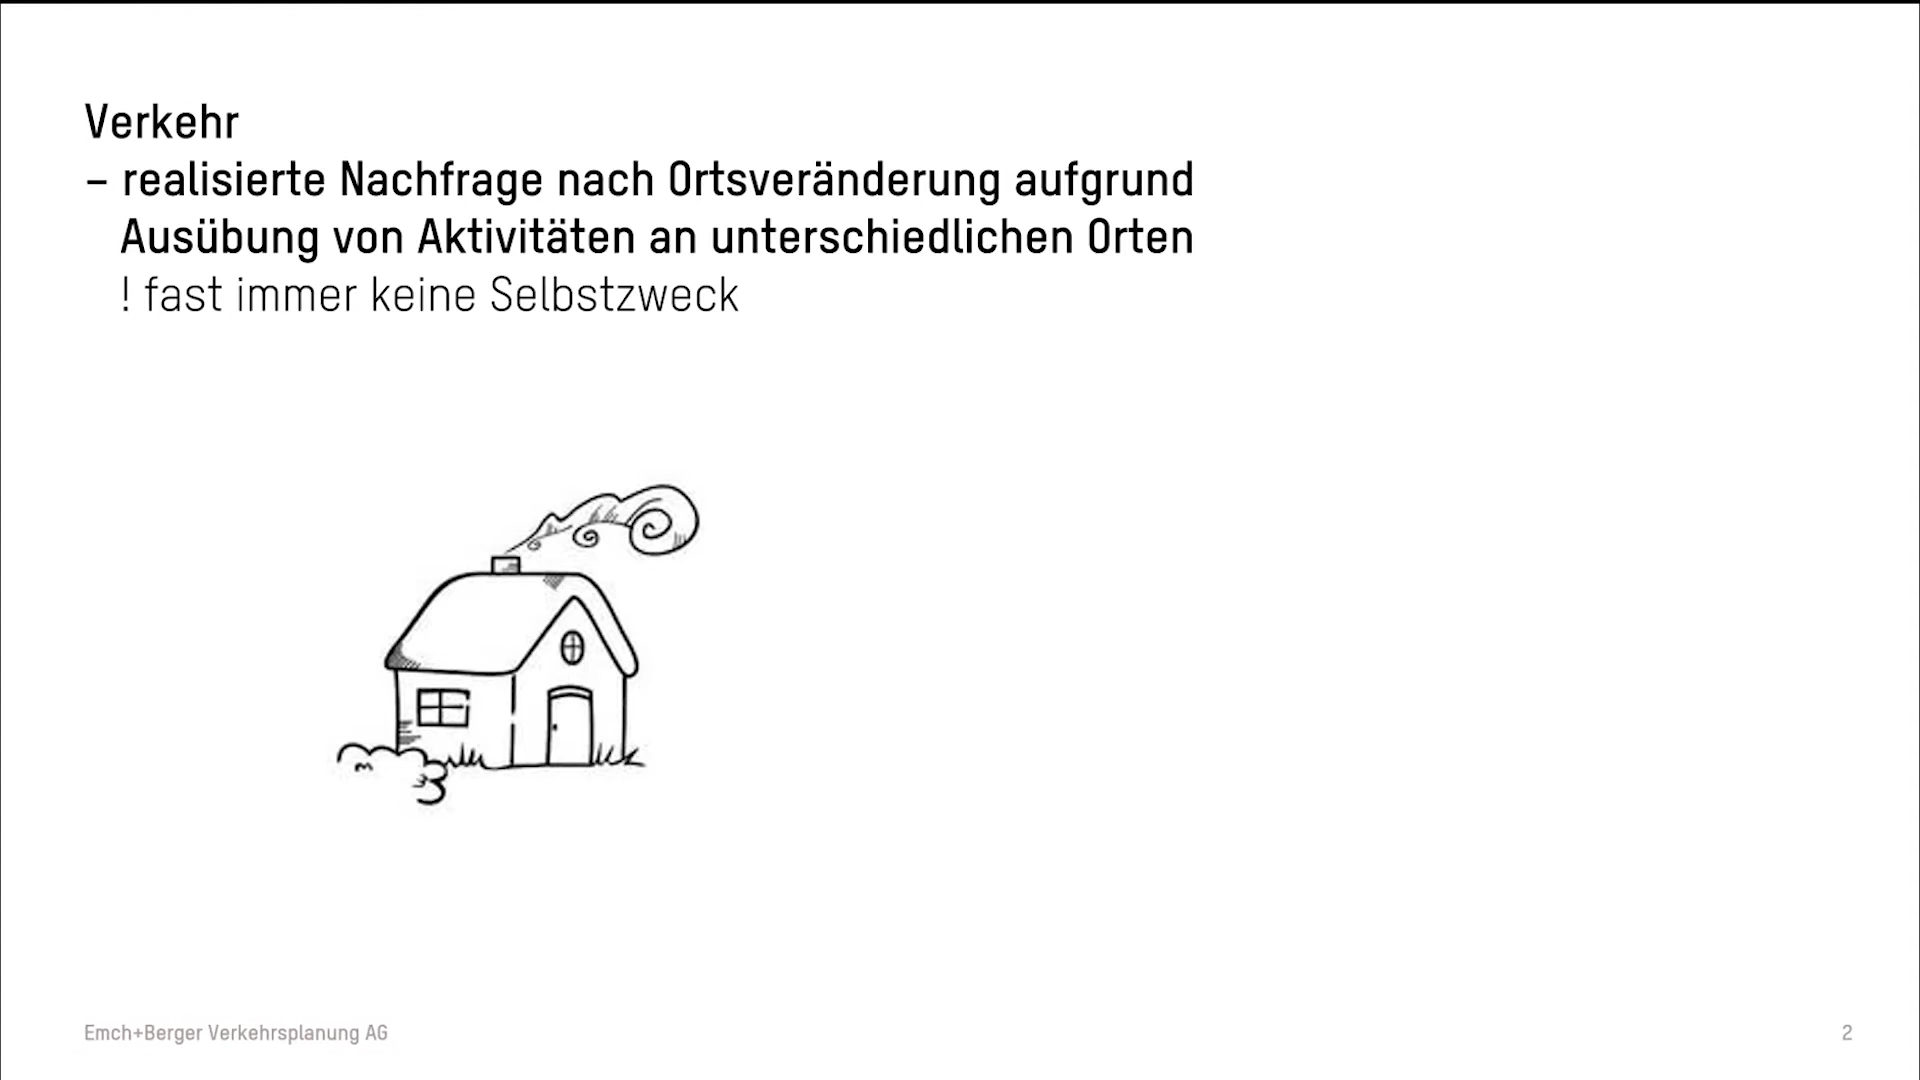 Verkehr
– realisierte Nachfrage nach Ortsveränderung aufgrund
Ausübung von Aktivitäten an unterschiedlichen Orten
! fast immer keine Selbstzweck
Emch+Berger Verkehrsplanung AG
2